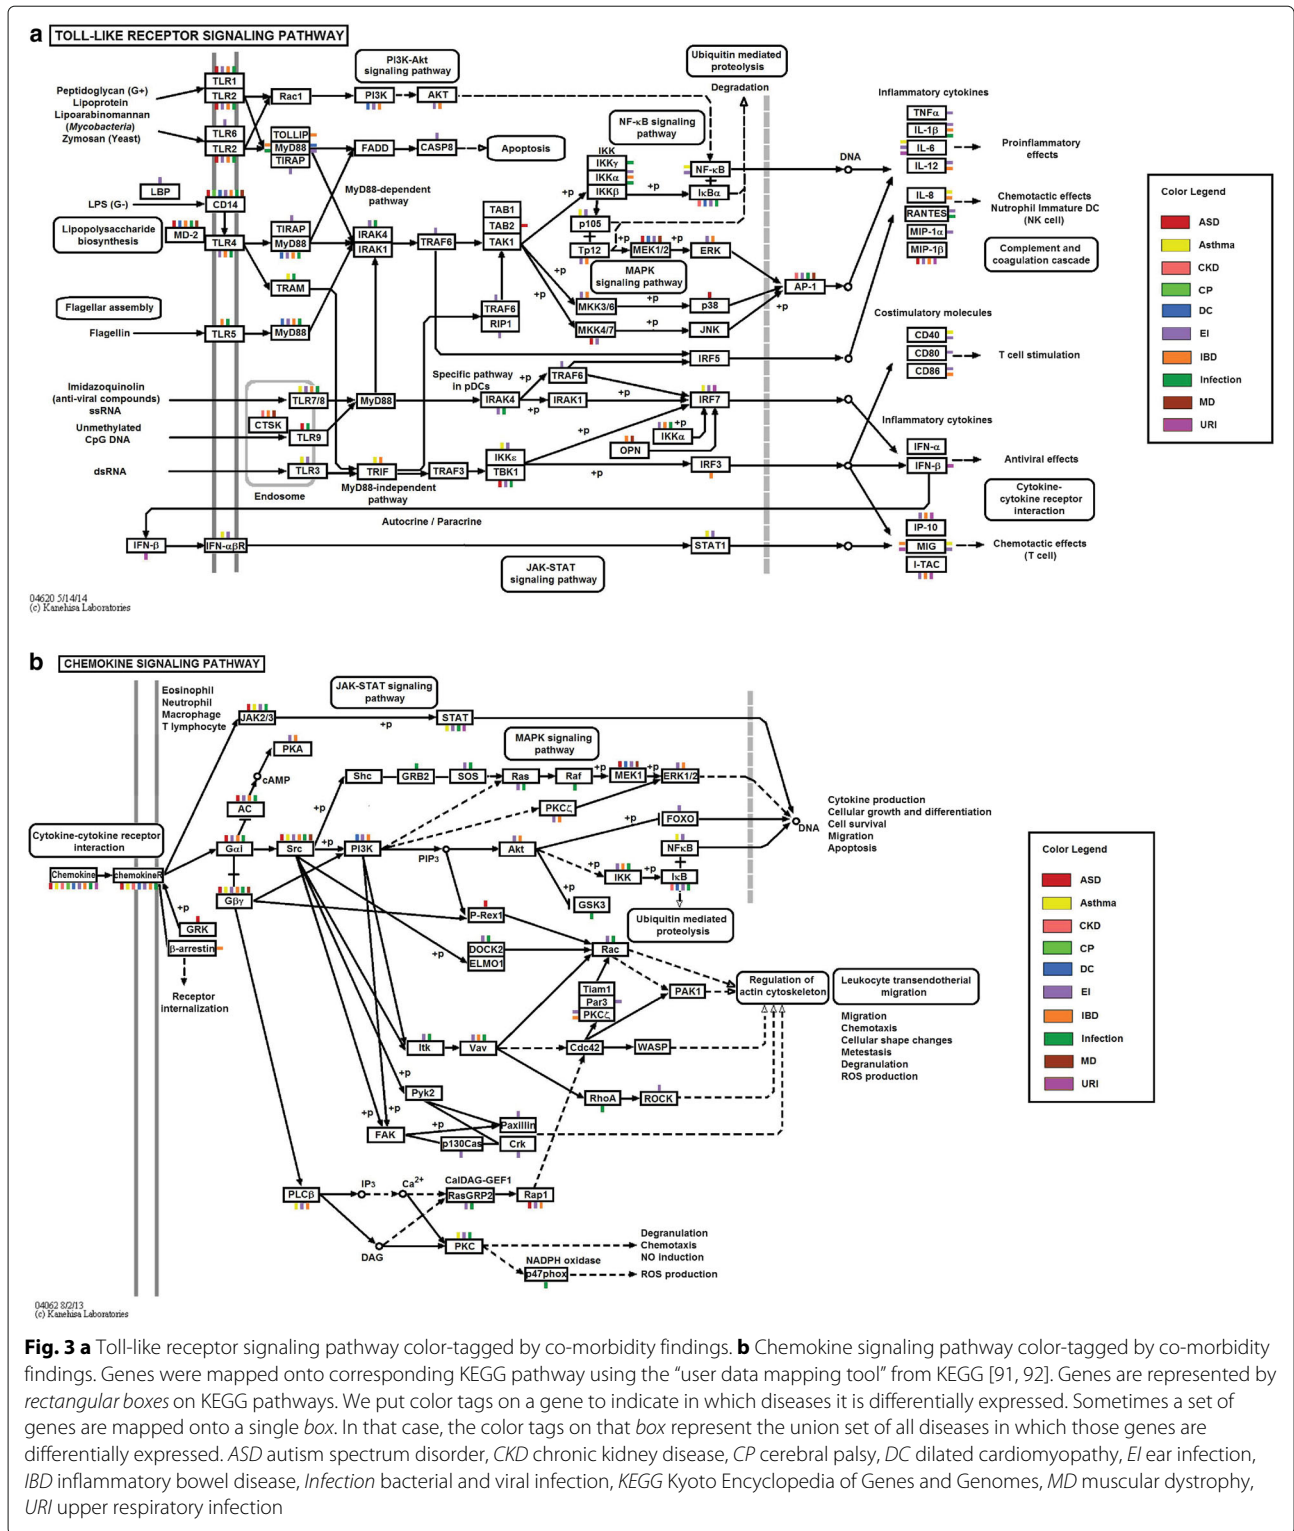 a TOLL-LIKE RECEPTOR SIGNALING PATHWAY
PI3K-Akt
signaling pathway
Ubiquitin mediated
proteolysis
Degradation
Peptidoglycan (G+)
Lipoprotein
Lipoarabinomannan
(Mycobacteria)
Zymosan (Yeast)
TLR1
TLR2
TLR6
TLR2
Rac1
PI3K
AKT
TOLLIP
MyD88
TIRAP
FADD
CASP8
Apoptosis
NF-κB signaling
pathway
IKK
IKKγ
IKKα
IKKβ
NF-κB
IκBα
+p
+p
DNA
Inflammatory cytokines
TNFα
IL-1β
IL-6
IL-12
Proinflammatory
effects
IL-8
RANTES
MIP-1α
MIP-1β
Chemotactic effects
Nutrophil Immature DC
(NK cell)
Complement and
coagulation cascade
LBP
LPS (G-)
CD14
Lipopolysaccharide
biosynthesis
MD-2
TLR4
TIRAP
MyD88
TRAM
MyD88-dependent
pathway
IRAK4
IRAK1
TRAF6
TAB1
TAB2
TAK1
p105
Tp12
+p
MEK1/2
+p
ERK
MAPK
signaling pathway
+p
+p
MKK3/6
+p
p38
MKK4/7
+p
JNK
+p
AP-1
Flagellar assembly
Flagellin
TLR5
MyD88
TRAF6
RIP1
IRF5
Costimulatory molecules
CD40
CD80
CD86
T cell stimulation
Imidazoquinolin
(anti-viral compounds)
ssRNA
Unmethylated
CpG DNA
dsRNA
TLR7/8
CTSK
TLR9
TLR3
Endosome
MyD88
Specific pathway
in pDCs
IRAK4
+p
TRAF6
IRAK1
+p
IRF7
+p
IKKα
OPN
TRIF
TRAF3
IKKε
TBK1
+p
IRF3
MyD88-independent
pathway
Inflammatory cytokines
IFN-α
IFN-β
Antiviral effects
Cytokine-
cytokine receptor
interaction
Autocrine / Paracrine
IFN-β
IFN-αβR
STAT1
JAK-STAT
signaling pathway
IP-10
MIG
I-TAC
Chemotactic effects
(T cell)
Color Legend
ASD
Asthma
CKD
CP
DC
EI
IBD
Infection
MD
URI
04620 5/14/14
(c) Kanehisa Laboratories
b CHEMOKINE SIGNALING PATHWAY
Eosinophil
Neutrophil
Macrophage
T lymphocyte
JAK2/3
+p
JAK-STAT signaling
pathway
STAT
MAPK signaling
pathway
PKA
cAMP
AC
Shc
GRB2
SOS
Ras
Raf
+p
MEK1
+p
ERK1/2
PKCζ
+p
FOXO
DNA
Cytokine production
Cellular growth and differentiation
Cell survival
Migration
Apoptosis
Cytokine-cytokine receptor
interaction
Chemokine
chemokineR
Gαi
Src
+p
PI3K
PIP3
Akt
NFκB
+p
IKK
+p
IκB
+p
GSK3
Ubiquitin mediated
proteolysis
Gβγ
+p
GRK
β-arrestin
Receptor
internalization
P-Rex1
+p
DOCK2
ELMO1
Rac
Tiam1
Par3
PKCζ
PAK1
Regulation of
actin cytoskeleton
Leukocyte transendotherial
migration
Migration
Chemotaxis
Cellular shape changes
Metastasis
Degranulation
ROS production
Itk
Vav
Cdc42
WASP
+p
Pyk2
RhoA
ROCK
+p
+p
FAK
+p
Paxillin
p130Cas
Crk
PLCβ
IP3
Ca2+
CalDAG-GEF1
RasGRP2
Rap1
DAG
PKC
Degranulation
Chemotaxis
NO induction
NADPH oxidase
p47phox
ROS production
Color Legend
ASD
Asthma
CKD
CP
DC
EI
IBD
Infection
MD
URI
04062 8/2/13
(c) Kanehisa Laboratories
Fig. 3 a Toll-like receptor signaling pathway color-tagged by co-morbidity findings. b Chemokine signaling pathway color-tagged by co-morbidity
findings. Genes were mapped onto corresponding KEGG pathway using the “user data mapping tool” from KEGG [91, 92]. Genes are represented by
rectangular boxes on KEGG pathways. We put color tags on a gene to indicate in which diseases it is differentially expressed. Sometimes a set of
genes are mapped onto a single box. In that case, the color tags on that box represent the union set of all diseases in which those genes are
differentially expressed. ASD autism spectrum disorder, CKD chronic kidney disease, CP cerebral palsy, DC dilated cardiomyopathy, EI ear infection,
IBD inflammatory bowel disease, Infection bacterial and viral infection, KEGG Kyoto Encyclopedia of Genes and Genomes, MD muscular dystrophy,
URI upper respiratory infection